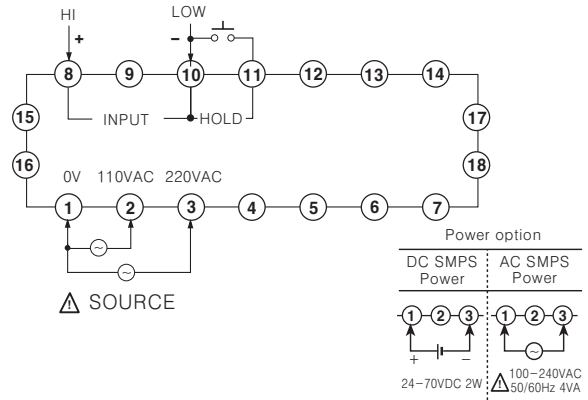 HI LOW
+ −
8 9 10 11 12 13 14
INPUT HOLD
15 17
16 18
0V 110VAC 220VAC
1 2 3 4 5 6 7
SOURCE
Power option
DC SMPS Power
AC SMPS Power
1 2 3
1 2 3
+ −
24−70VDC 2W
100−240VAC
50/60Hz 4VA